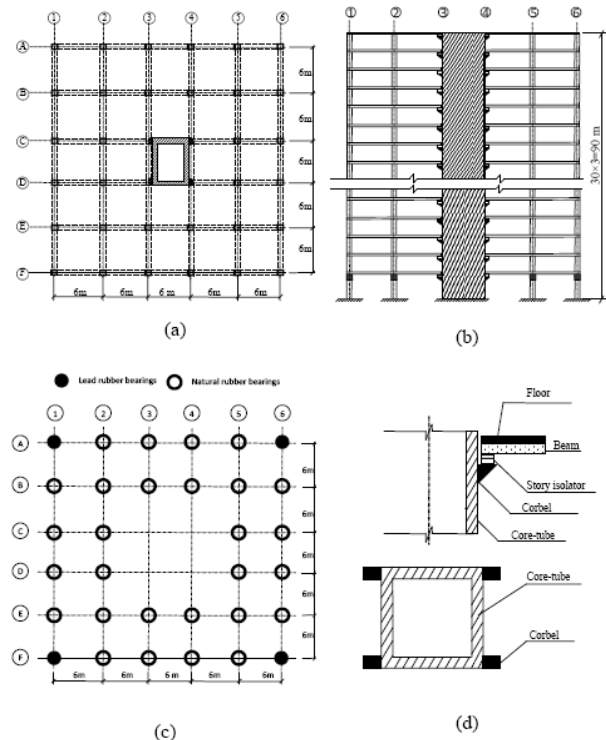 1 2 3 4 5 6
A
B
C
D
E
F
6m
6m
6m
6m
6m
6m 6m 6 m 6m 6m
(a)
1 2 3 4 5 6
30×3=90 m
(b)
Lead rubber bearings Natural rubber bearings
1 2 3 4 5 6
A
B
C
D
E
F
6m
6m
6m
6m
6m
6m 6m 6 m 6m 6m
(c)
Floor
Beam
Story isolator
Corbel
Core-tube
Core-tube
Corbel
(d)